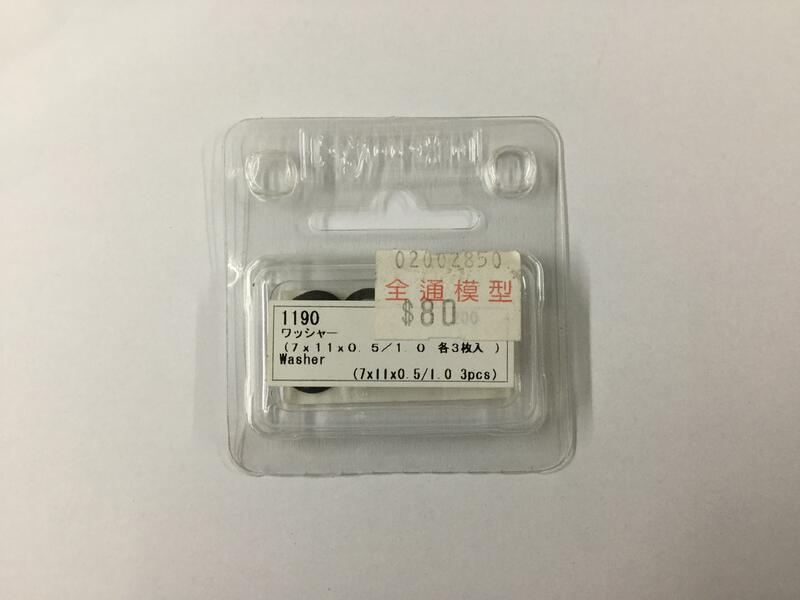 02002850
全通模型
$80
1190
ワッシャー
(7x11x0.5/1.0 各3枚入 )
Washer
(7x11x0.5/1.0 3pcs)